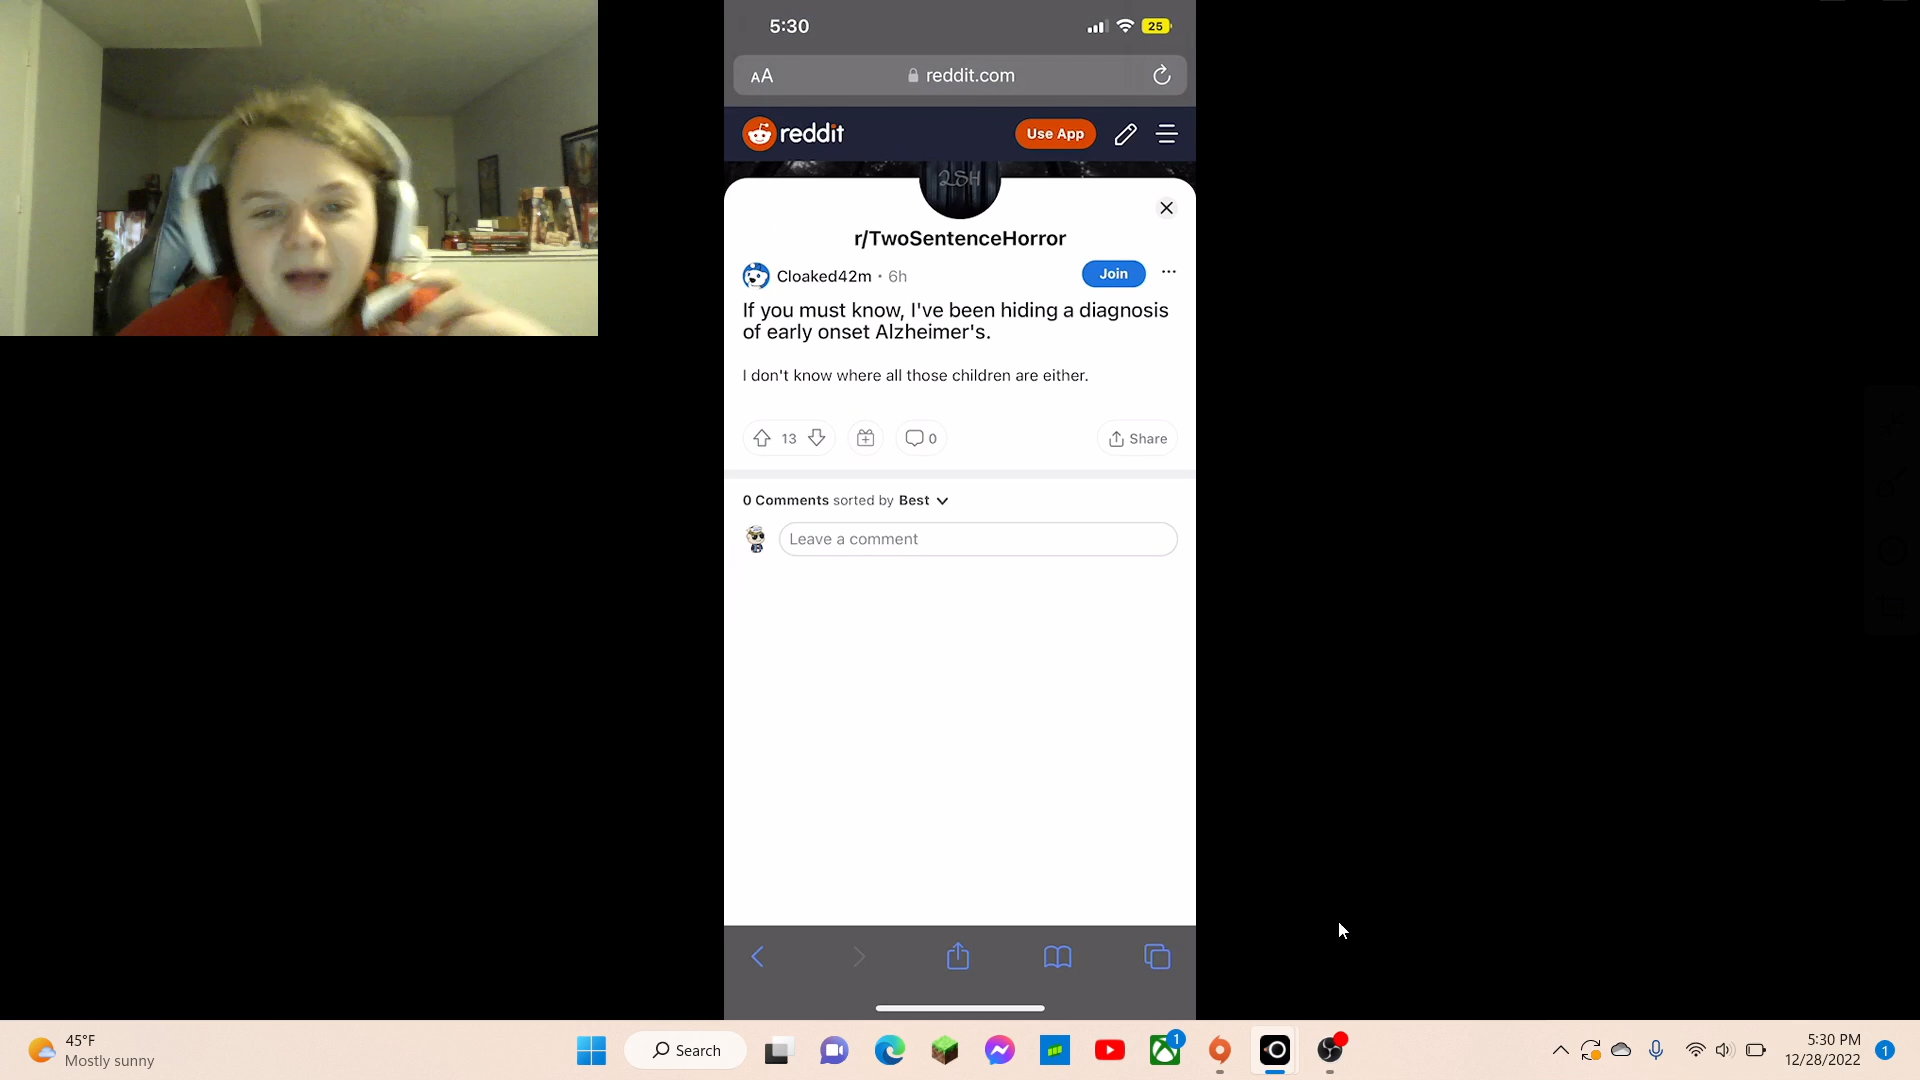 5:30
25
AA
reddit.com
reddit
Use App
2SH
r/TwoSentenceHorror
Cloaked42m · 6h
Join
If you must know, I've been hiding a diagnosis
of early onset Alzheimer's.
I don't know where all those children are either.
13
0
Share
0 Comments sorted by Best
Leave a comment
45°F
Mostly sunny
Search
1
5:30 PM
12/28/2022
1